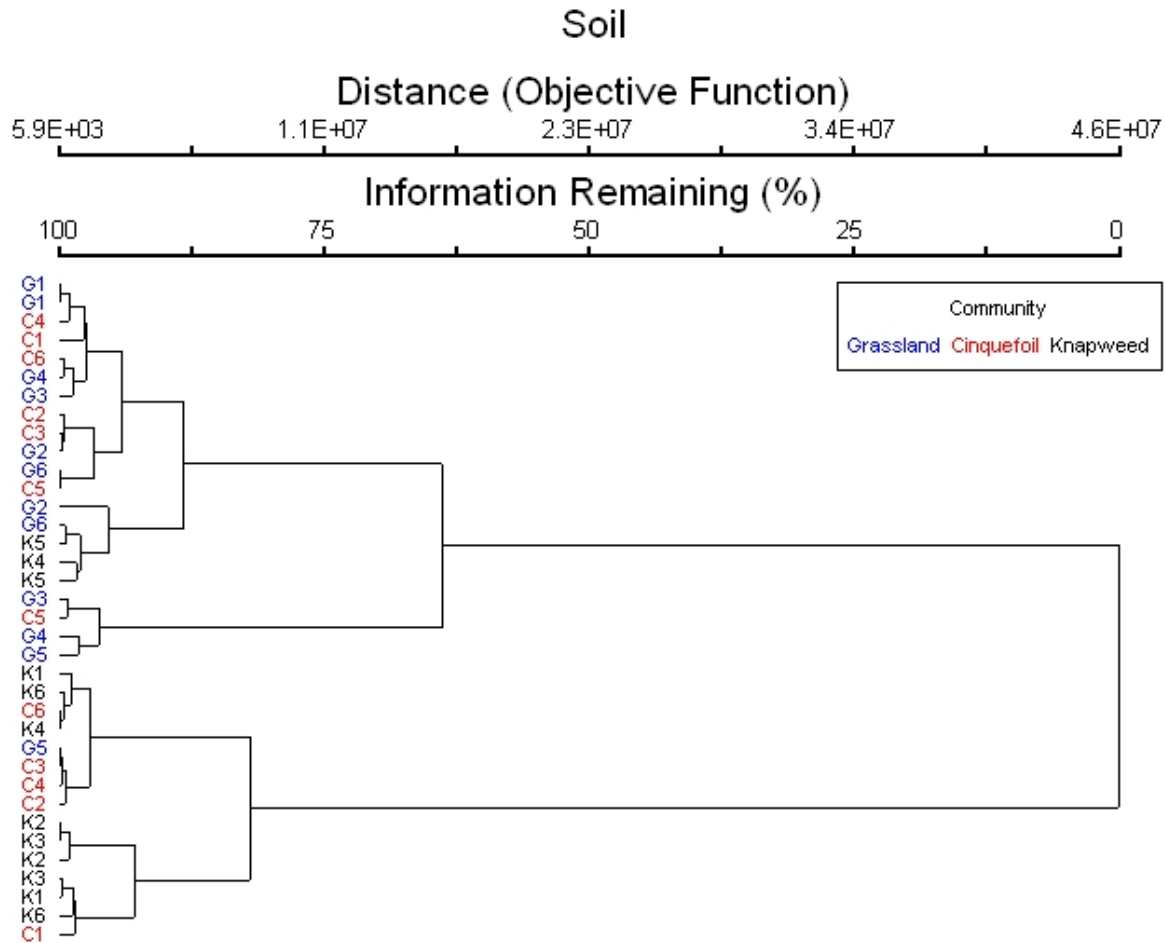 Soil
Distance (Objective Function)
5.9E+03 1.1E+07 2.3E+07 3.4E+07 4.6E+07
Information Remaining (%)
100 75 50 25 0
G1
G1
C4
C1
C6
G4
G3
C2
C3
G2
G6
C5
G2
G6
K5
K4
K5
G3
C5
G4
G5
K1
K6
C6
K4
G5
C3
C4
C2
K2
K3
K2
K3
K1
K6
C1
Community
Grassland Cinquefoil Knapweed